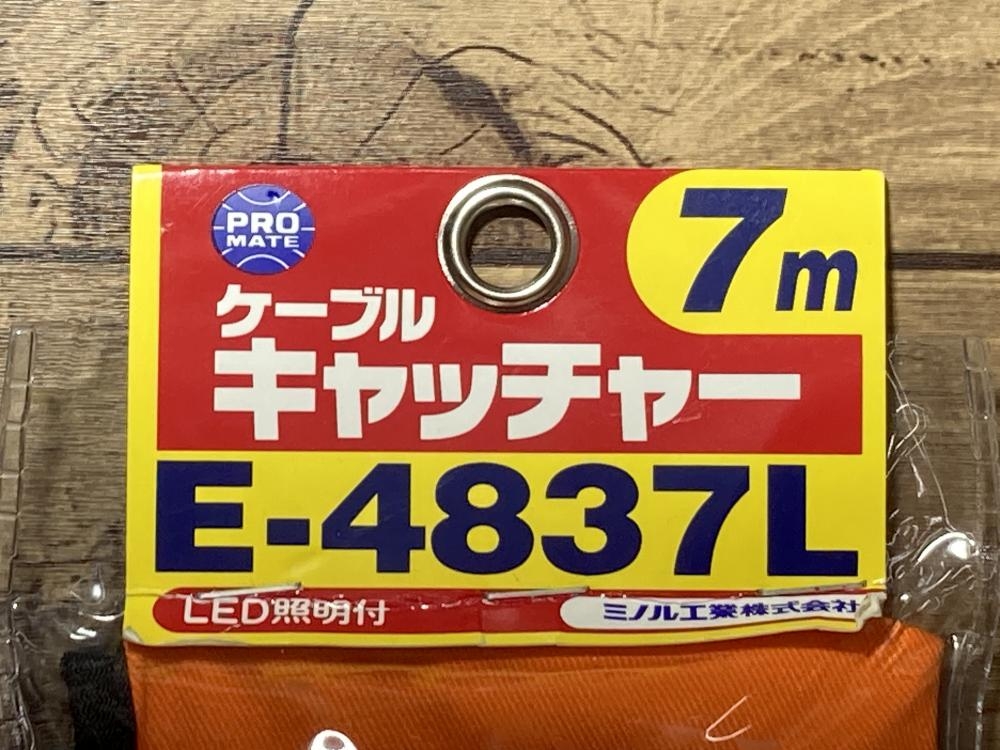 PRO
MATE
7m
ケーブル
キャッチャー
E-4837L
LED照明付
ミノル工業株式会社